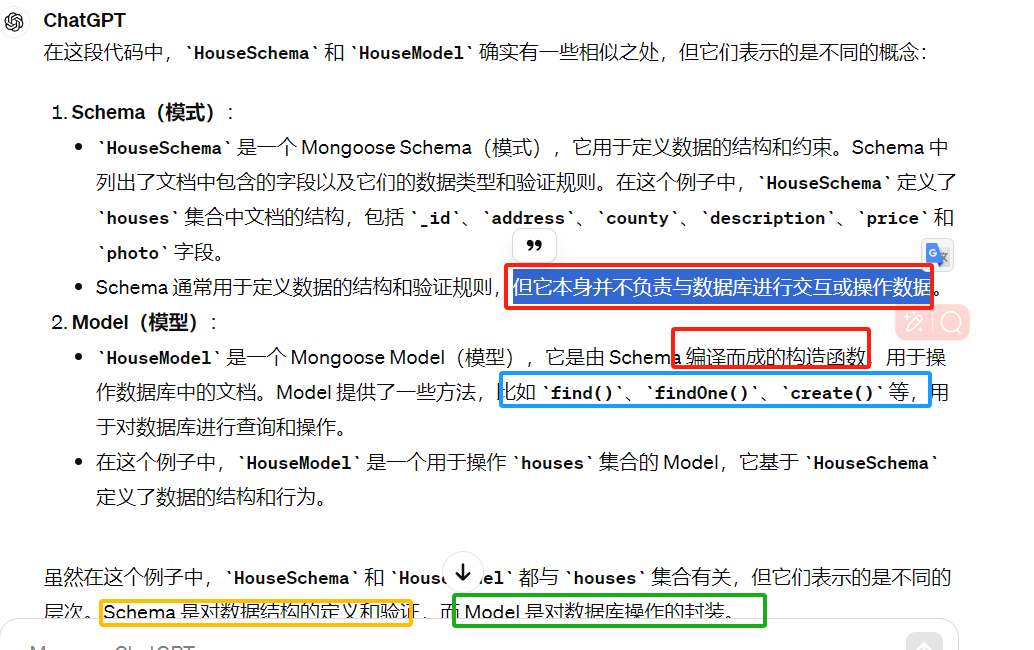 ChatGPT
在这段代码中，`HouseSchema` 和 `HouseModel` 确实有一些相似之处，但它们表示的是不同的概念：
1. Schema（模式）：
• `HouseSchema` 是一个 Mongoose Schema（模式），它用于定义数据的结构和约束。Schema 中
列出了文档中包含的字段以及它们的数据类型和验证规则。在这个例子中，`HouseSchema` 定义了
`houses` 集合中文档的结构，包括 `_id`、`address`、`county`、`description`、`price` 和
`photo` 字段。
• Schema 通常用于定义数据的结构和验证规则，但它本身并不负责与数据库进行交互或操作数据。
2. Model（模型）：
• `HouseModel` 是一个 Mongoose Model（模型），它是由 Schema 编译而成的构造函数，用于操
作数据库中的文档。Model 提供了一些方法，比如 `find()`、`findOne()`、`create()` 等，用
于对数据库进行查询和操作。
• 在这个例子中，`HouseModel` 是一个用于操作 `houses` 集合的 Model，它基于 `HouseSchema`
定义了数据的结构和行为。
虽然在这个例子中，`HouseSchema` 和 `HouseModel` 都与 `houses` 集合有关，但它们表示的是不同的
层次。Schema 是对数据结构的定义和验证，而 Model 是对数据库操作的封装。